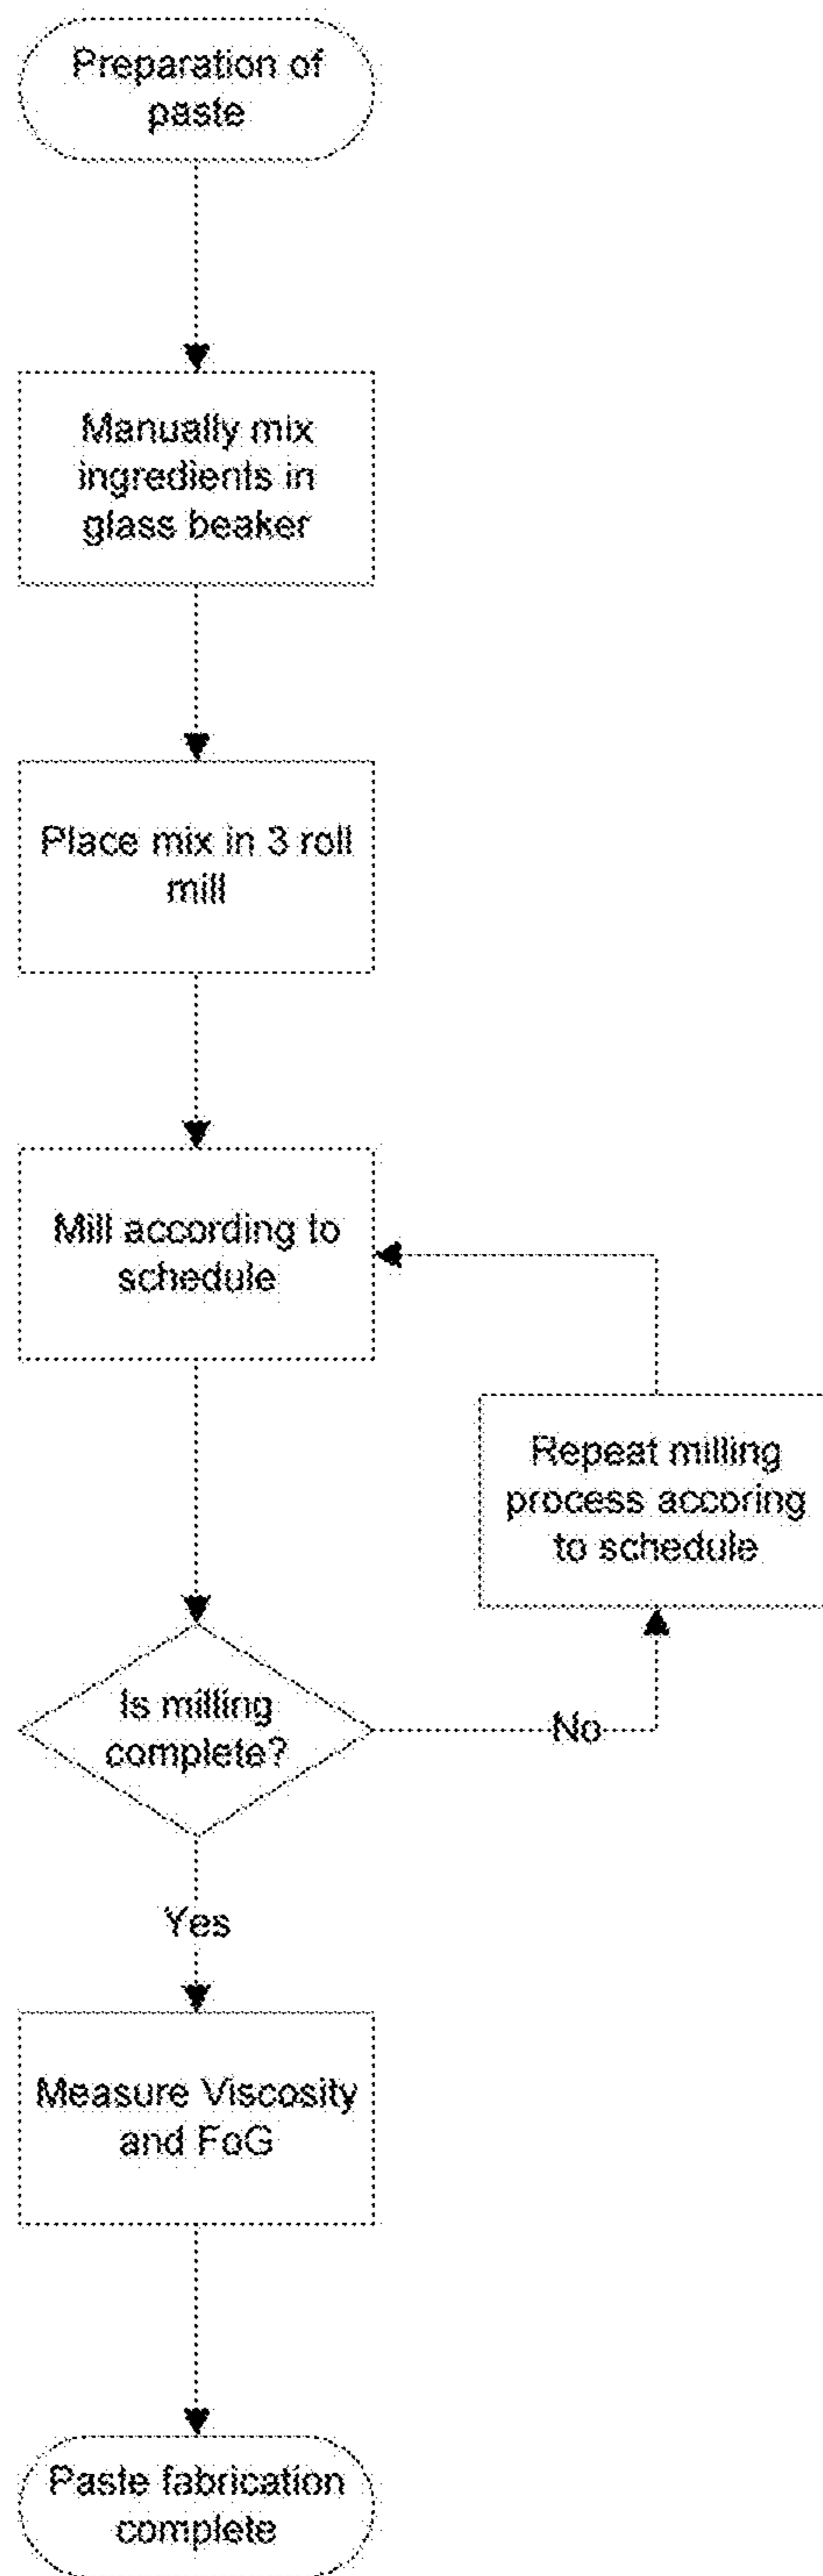 Preparation of
paste
Manually mix
ingredients in
glass beaker
Place mix in 3 roll
mill
Mill according to
schedule
Repeat milling
process accoring
to schedule
Is milling
complete?
No
Yes
Measure Viscosity
and FoG
Paste fabrication
complete